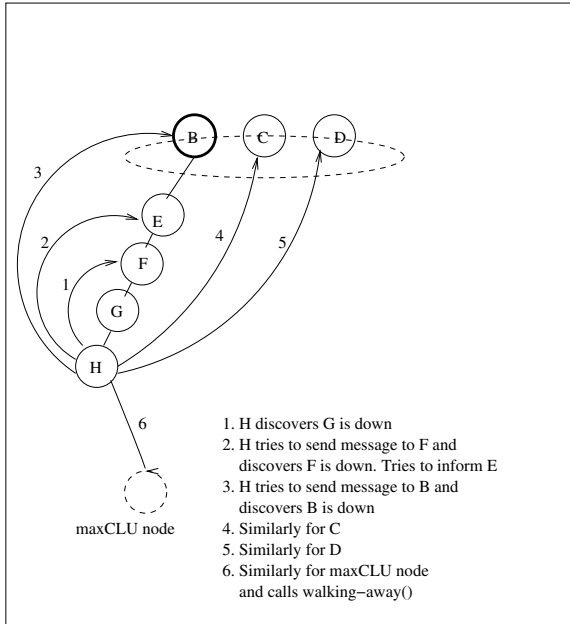 B C D
3
E
2
4
5
F
1
G
H
6
maxCLU node
1. H discovers G is down
2. H tries to send message to F and
discovers F is down. Tries to inform E
3. H tries to send message to B and
discovers B is down
4. Similarly for C
5. Similarly for D
6. Similarly for maxCLU node
and calls walking−away()